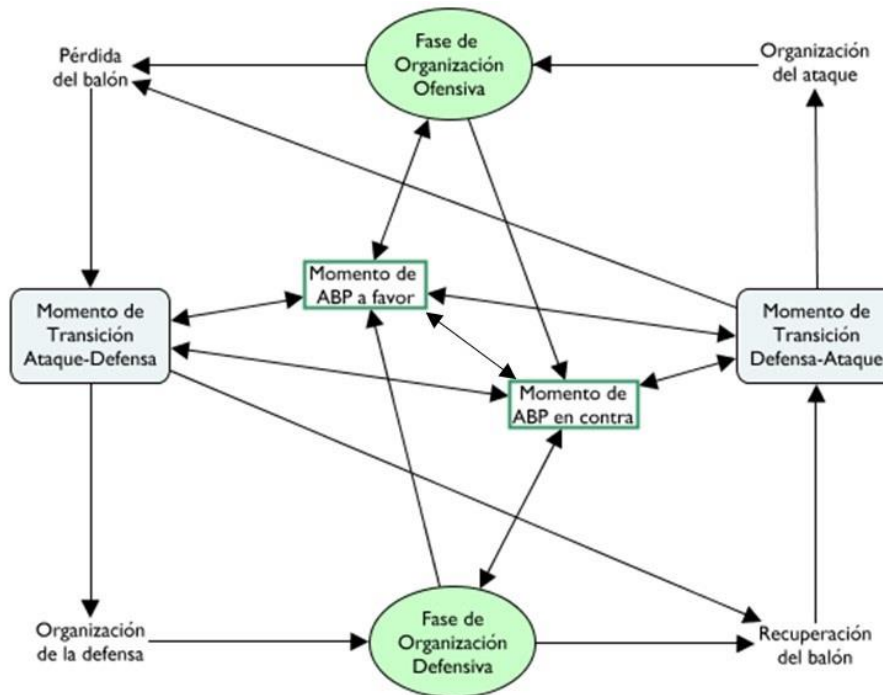 Fase de
Organización
Ofensiva
Pérdida
del balón
Organización
del ataque
Momento de
ABP a favor
Momento de
Transición
Ataque-Defensa
Momento de
Transición
Defensa-Ataque
Momento de
ABP en contra
Organización
de la defensa
Fase de
Organización
Defensiva
Recuperación
del balón